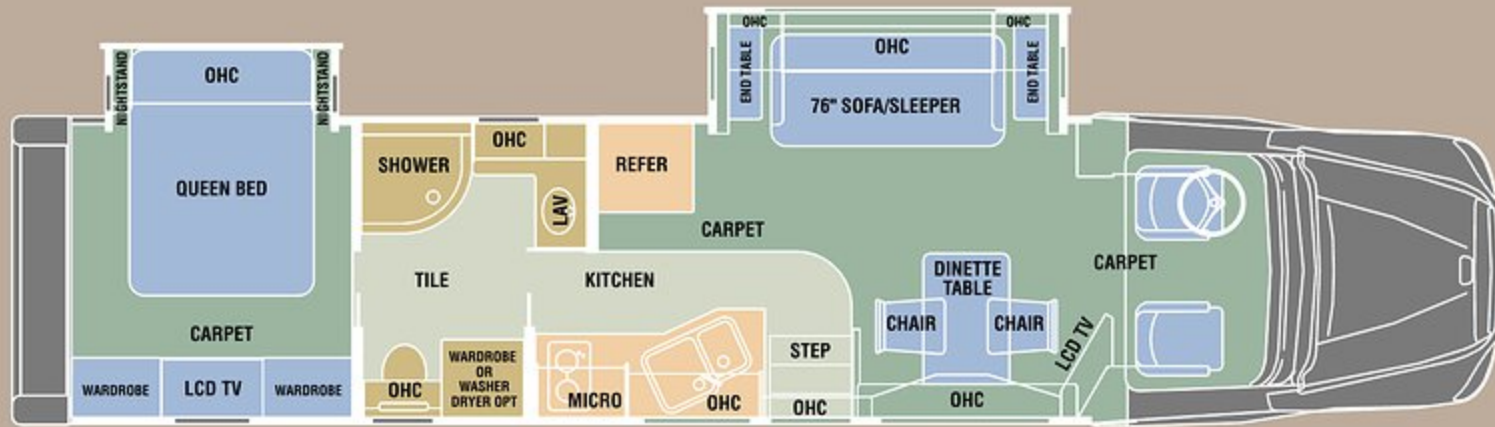 NIGHTSTAND
OHC
NIGHTSTAND
QUEEN BED
CARPET
WARDROBE
LCD TV
WARDROBE
SHOWER
OHC
LAV
TILE
OHC
WARDROBE
OR
WASHER
DRYER OPT
REFER
KITCHEN
MICRO
OHC
STEP
OHC
OHC
OHC
END TABLE
OHC
76" SOFA/SLEEPER
END TABLE
CARPET
DINETTE
TABLE
CHAIR
CHAIR
OHC
LCD TV
CARPET